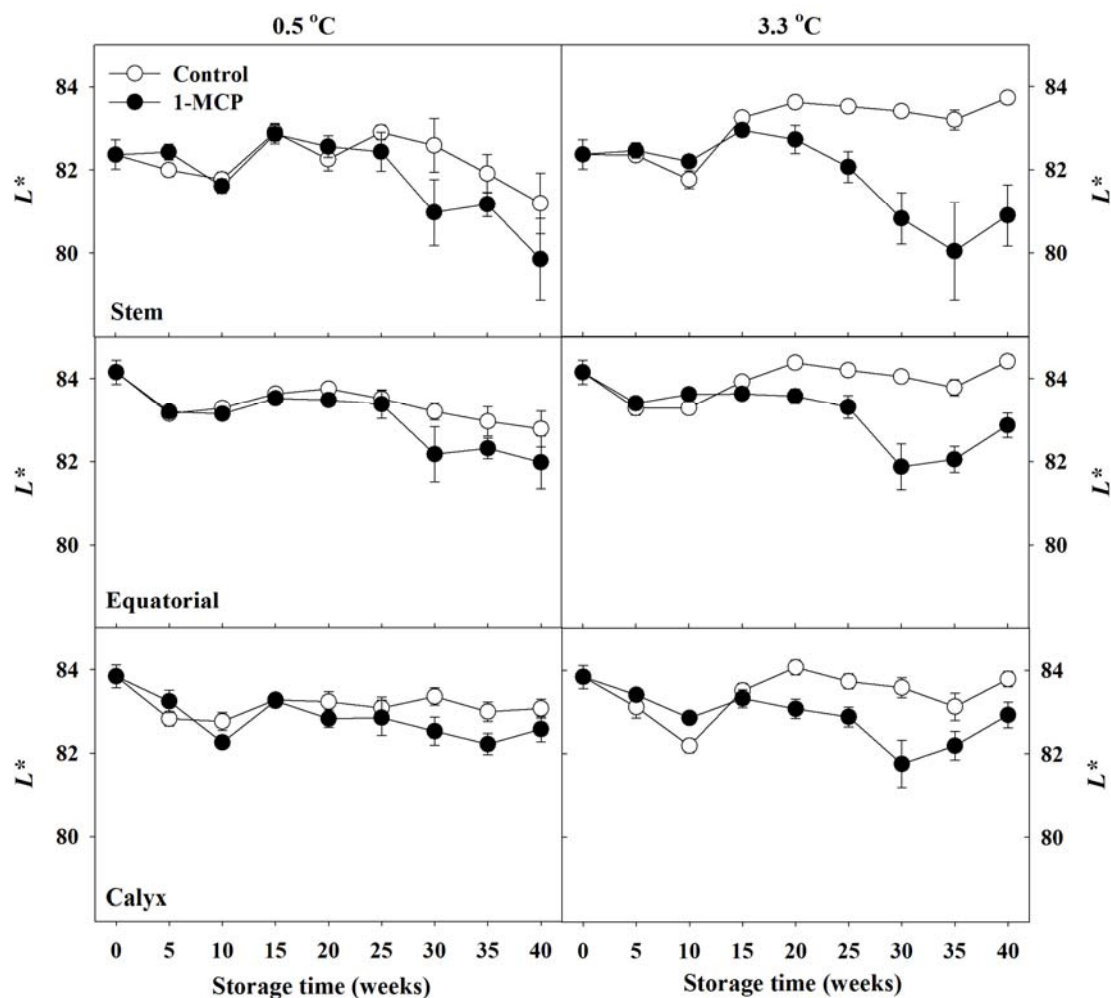 0.5 °C 3.3 °C
Control
1-MCP
84 84
82 82
80 80
L* L*
Stem
84 84
82 82
80 80
L* L*
Equatorial
84 84
82 82
80 80
L* L*
Calyx
0 5 10 15 20 25 30 35 40 0 5 10 15 20 25 30 35 40
Storage time (weeks) Storage time (weeks)